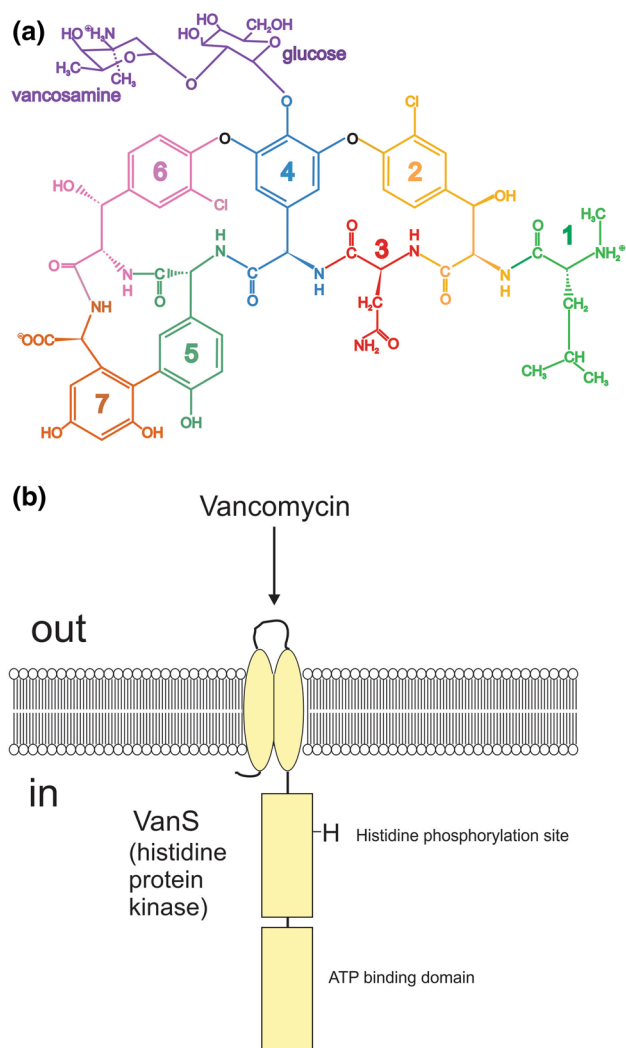 (a)
HO ⊕ H₃N
H₃C
CH₃
O
O
vancosamine
HO
HO
CH₂OH
O
glucose
O
Cl
O
O
6
4
2
HO
Cl
OH
1
H₃C
NH₂⊕
O
O
N
H
O
H
N
O
N
H
O
3
H
N
O
N
H
O
CH₂
CH
CH₃
CH₃
NH
⊖OOC
5
CH₂
NH₂
O
7
HO
OH
OH
(b)
Vancomycin
out
in
VanS
(histidine
protein
kinase)
H
Histidine phosphorylation site
ATP binding domain